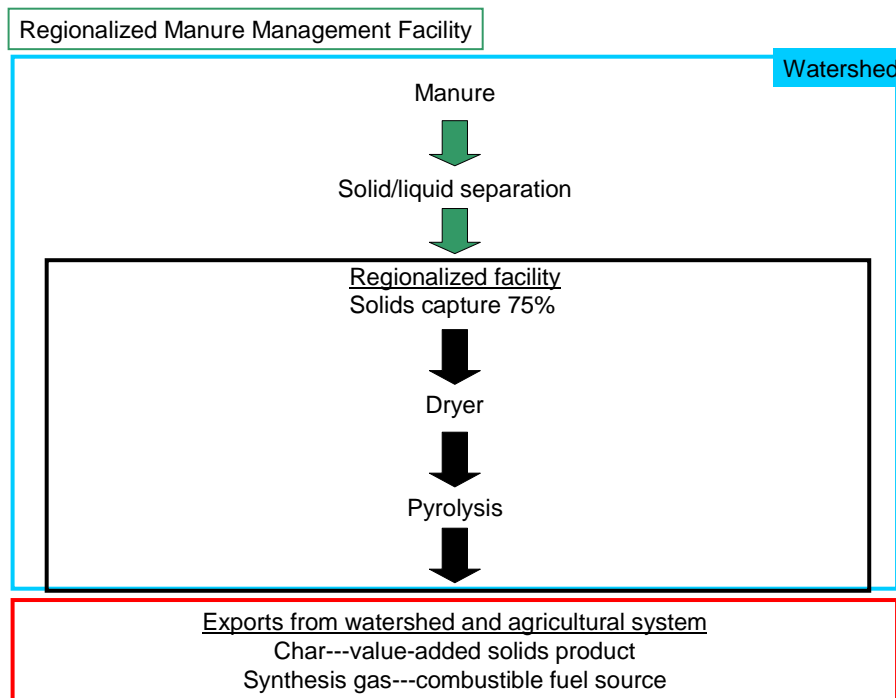 Regionalized Manure Management Facility
Watershed
Manure
Solid/liquid separation
Regionalized facility
Solids capture 75%
Dryer
Pyrolysis
Exports from watershed and agricultural system
Char---value-added solids product
Synthesis gas---combustible fuel source